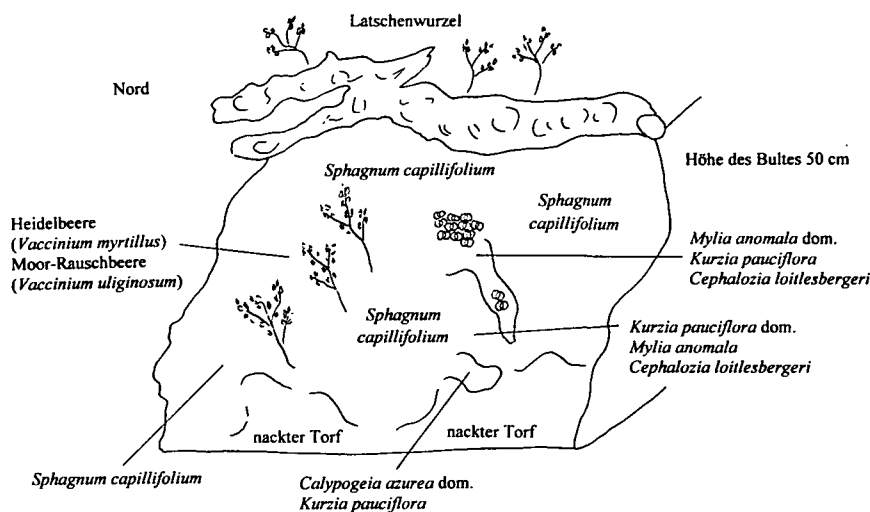 Latschenwurzel
Nord
Höhe des Bultes 50 cm
Sphagnum capillifolium
Sphagnum
capillifolium
Heidelbeere
(Vaccinium myrtillus)
Moor-Rauschbeere
(Vaccinium uliginosum)
Mylia anomala dom.
Kurzia pauciflora
Cephalozia loitlesbergeri
Sphagnum
capillifolium
Kurzia pauciflora dom.
Mylia anomala
Cephalozia loitlesbergeri
nackter Torf
nackter Torf
Sphagnum capillifolium
Calypogeia azurea dom.
Kurzia pauciflora